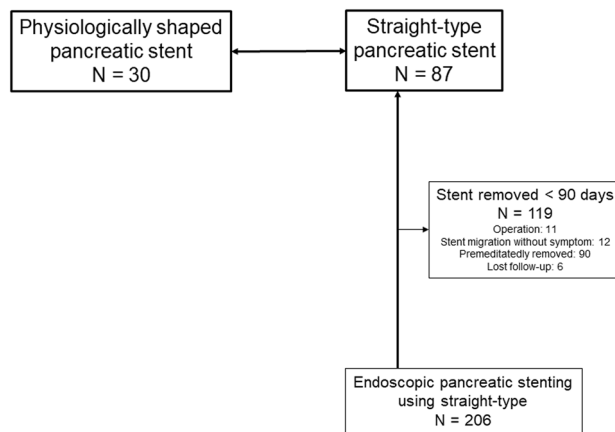 Physiologically shaped
pancreatic stent
N = 30
Straight-type
pancreatic stent
N = 87
Stent removed < 90 days
N = 119
Operation: 11
Stent migration without symptom: 12
Premeditatedly removed: 90
Lost follow-up: 6
Endoscopic pancreatic stenting
using straight-type
N = 206